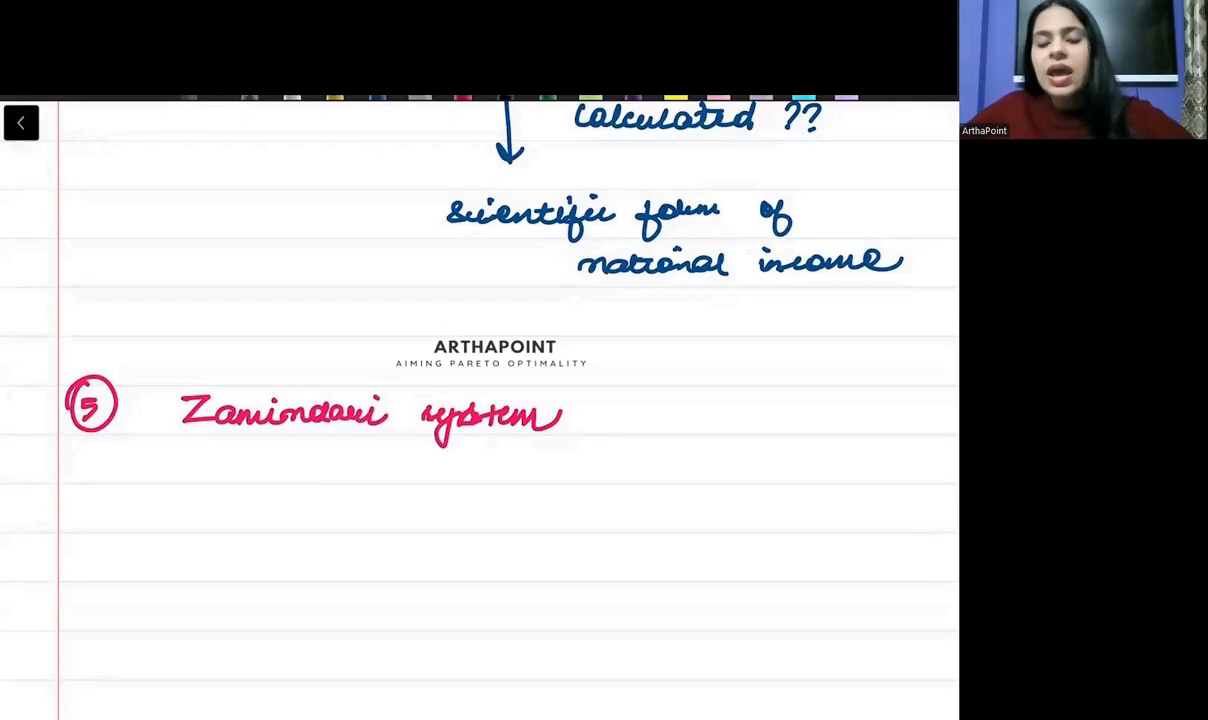 calculated ??
scientific form of
national income
ARTHAPOINT
AIMING PARETO OPTIMALITY
5 Zamindari system
ArthaPoint